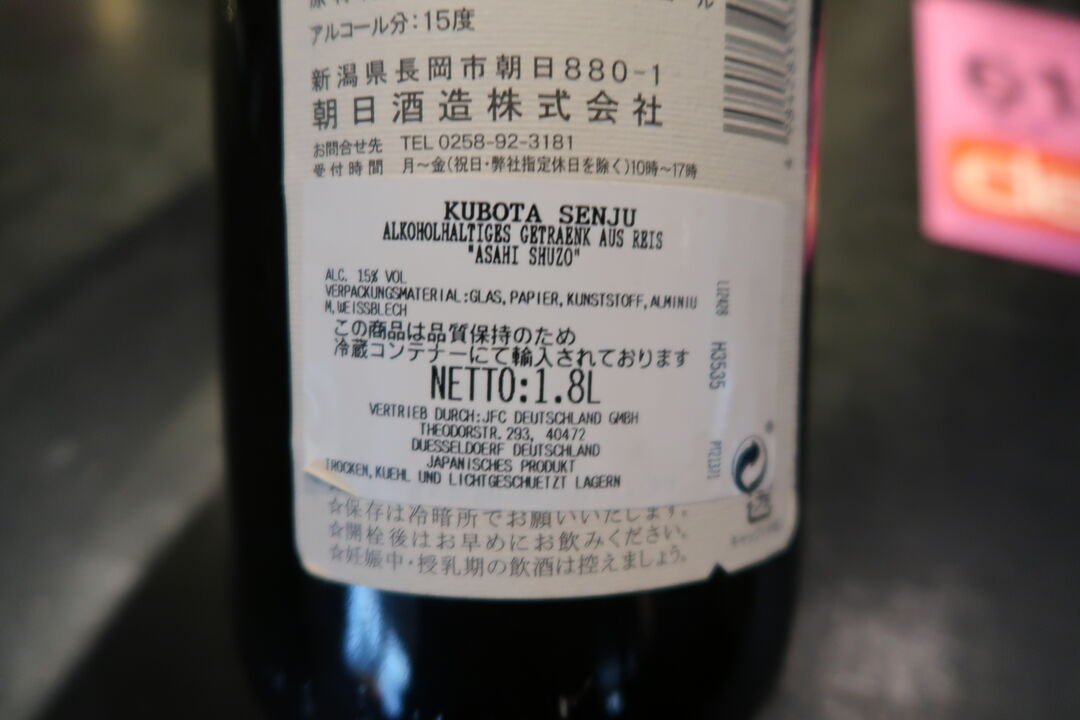 アルコール分:15度
新潟県長岡市朝日880-1
朝日酒造株式会社
お問合せ先 TEL 0258-92-3181
受付時間 月〜金(祝日・弊社指定休日を除く)10時〜17時
KUBOTA SENJU
ALKOHOLHALTIGES GETRAENK AUS REIS
"ASAHI SHUZO"
ALC. 15% VOL
VERPACKUNGSMATERIAL:GLAS, PAPIER, KUNSTSTOFF, ALMINIU
M, WEISSBLECH
この商品は品質保持のため
冷蔵コンテナーにて輸入されております
NETTO:1.8L
VERTRIEB DURCH:JFC DEUTSCHLAND GMBH
THEODORSTR. 293, 40472
DUESSELDOERF DEUTSCHLAND
JAPANISCHES PRODUKT
TROCKEN, KUEHL UND LICHTGESCHUETZT LAGERN
H3535
☆保存は冷暗所でお願いいたします。
☆開栓後はお早めにお飲みください。
☆妊娠中・授乳期の飲酒は控えましょう。